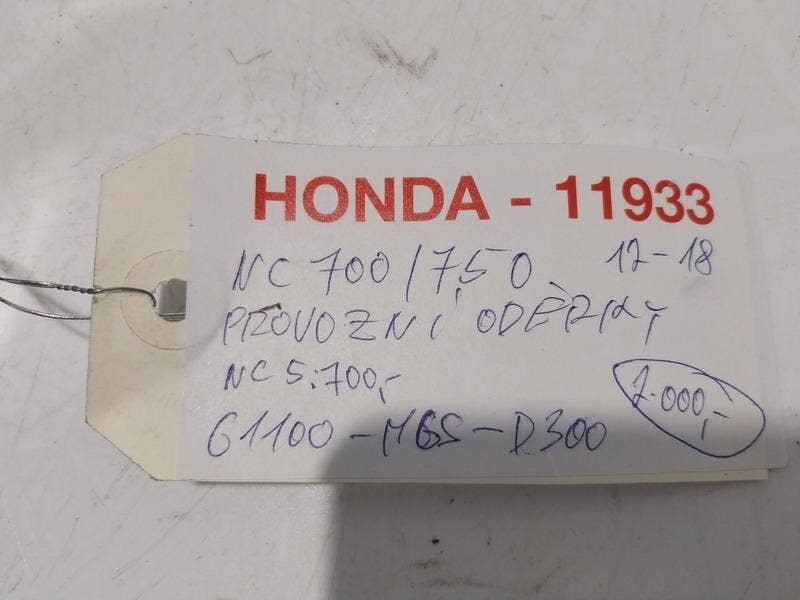 HONDA - 11933
NC 700/750 12-18
PROVOZNÍ ODĚRKY
NC 5.700,-
61100-MGS-D300
2.000,-